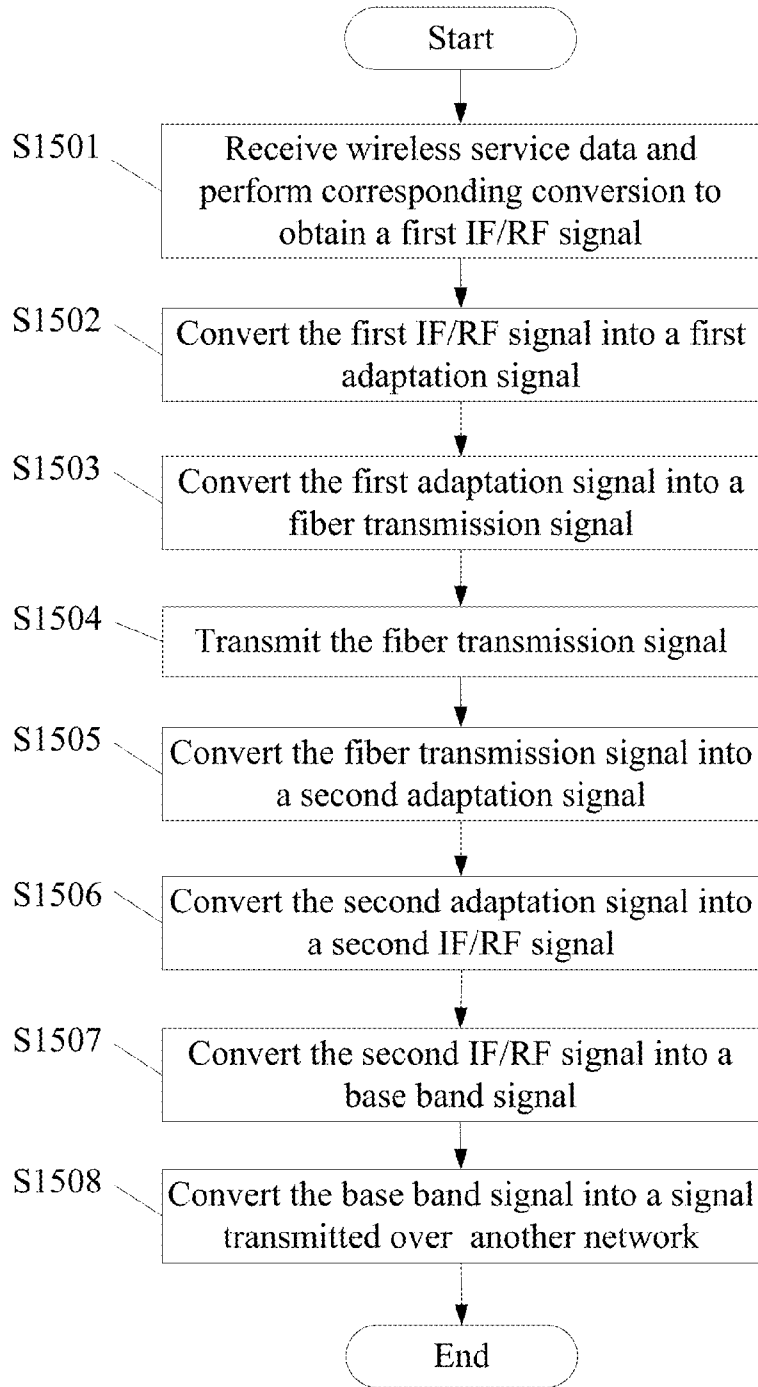 Start
S1501
Receive wireless service data and
perform corresponding conversion to
obtain a first IF/RF signal
S1502
Convert the first IF/RF signal into a first
adaptation signal
S1503
Convert the first adaptation signal into a
fiber transmission signal
S1504
Transmit the fiber transmission signal
S1505
Convert the fiber transmission signal into
a second adaptation signal
S1506
Convert the second adaptation signal into
a second IF/RF signal
S1507
Convert the second IF/RF signal into a
base band signal
S1508
Convert the base band signal into a signal
transmitted over another network
End